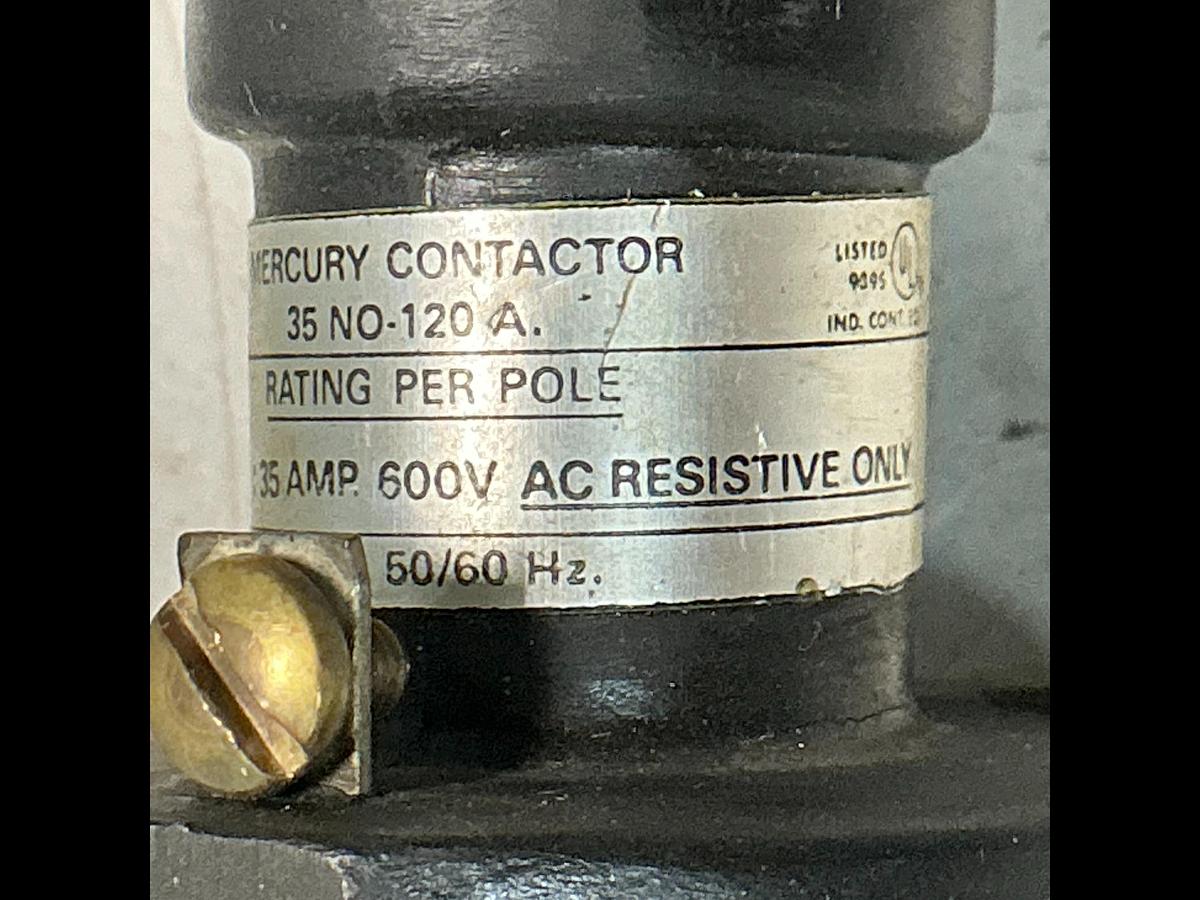 MERCURY CONTACTOR
35 NO-120 A.
LISTED UL
IND. CONT.
RATING PER POLE
35 AMP. 600V AC RESISTIVE ONLY
50/60 Hz.